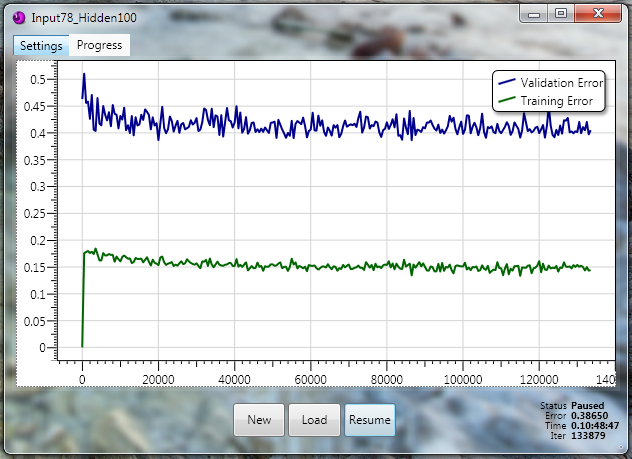 Input78_Hidden100
Settings Progress
Validation Error
Training Error
0.5
0.45
0.4
0.35
0.3
0.25
0.2
0.15
0.1
0.05
0
0 20000 40000 60000 80000 100000 120000 140
New Load Resume
Status Paused
Error 0.38650
Time 0.10:48:47
Iter 133879